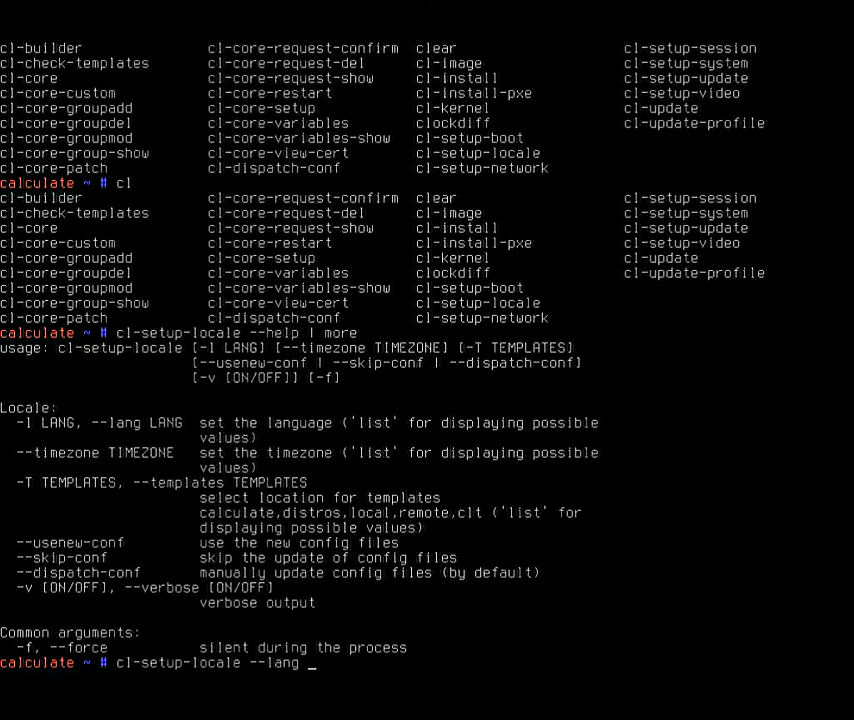 cl-builder cl-core-request-confirm clear cl-setup-session
cl-check-templates cl-core-request-del cl-image cl-setup-system
cl-core cl-core-request-show cl-install cl-setup-update
cl-core-custom cl-core-restart cl-install-pxe cl-setup-video
cl-core-groupadd cl-core-setup cl-kernel cl-update
cl-core-groupdel cl-core-variables clockdiff cl-update-profile
cl-core-groupmod cl-core-variables-show cl-setup-boot
cl-core-group-show cl-core-view-cert cl-setup-locale
cl-core-patch cl-dispatch-conf cl-setup-network
calculate ~ # cl
cl-builder cl-core-request-confirm clear cl-setup-session
cl-check-templates cl-core-request-del cl-image cl-setup-system
cl-core cl-core-request-show cl-install cl-setup-update
cl-core-custom cl-core-restart cl-install-pxe cl-setup-video
cl-core-groupadd cl-core-setup cl-kernel cl-update
cl-core-groupdel cl-core-variables clockdiff cl-update-profile
cl-core-groupmod cl-core-variables-show cl-setup-boot
cl-core-group-show cl-core-view-cert cl-setup-locale
cl-core-patch cl-dispatch-conf cl-setup-network
calculate ~ # cl-setup-locale --help | more
usage: cl-setup-locale [-l LANG] [--timezone TIMEZONE] [-T TEMPLATES]
[--usenew-conf | --skip-conf | --dispatch-conf]
[-v [ON/OFF]] [-f]
Locale:
-l LANG, --lang LANG set the language ('list' for displaying possible
values)
--timezone TIMEZONE set the timezone ('list' for displaying possible
values)
-T TEMPLATES, --templates TEMPLATES
select location for templates
calculate,distros,local,remote,clt ('list' for
displaying possible values)
--usenew-conf use the new config files
--skip-conf skip the update of config files
--dispatch-conf manually update config files (by default)
-v [ON/OFF], --verbose [ON/OFF]
verbose output
Common arguments:
-f, --force silent during the process
calculate ~ # cl-setup-locale --lang _